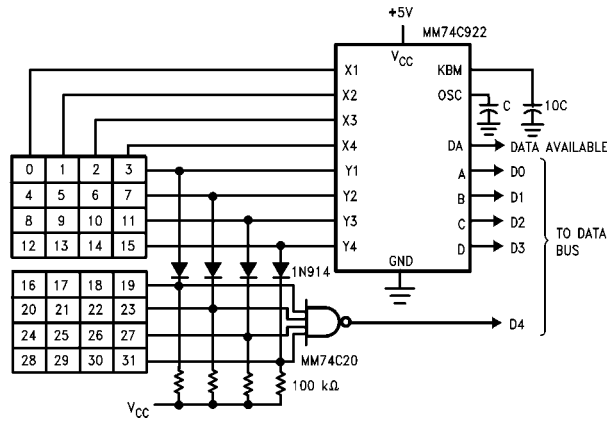 +5V
MM74C922
VCC
X1
KBM
X2
OSC
C
10C
X3
X4
DA
DATA AVAILABLE
0 1 2 3
Y1
A
D0
4 5 6 7
Y2
B
D1
8 9 10 11
Y3
C
D2
TO DATA
BUS
12 13 14 15
Y4
D
D3
GND
1N914
16 17 18 19
20 21 22 23
D4
24 25 26 27
28 29 30 31
MM74C20
100 kΩ
VCC